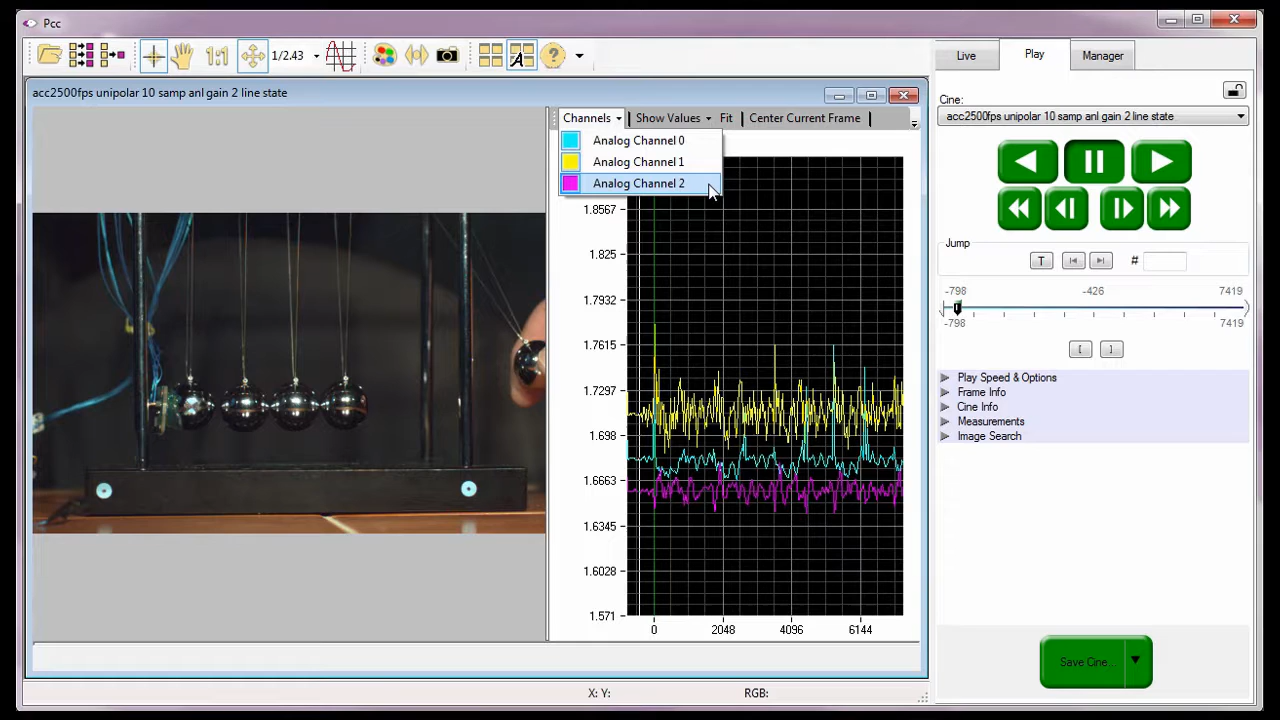 Pcc
1:1
1/2.43
A
?
acc2500fps unipolar 10 samp anl gain 2 line state
Channels
Show Values
Fit
Center Current Frame
Analog Channel 0
Analog Channel 1
Analog Channel 2
1.8567
1.825
1.7932
1.7615
1.7297
1.698
1.6663
1.6345
1.6028
1.571
0
2048
4096
6144
X: Y:
RGB:
Live
Play
Manager
Cine:
acc2500fps unipolar 10 samp anl gain 2 line state
Jump
T
#
-798
-426
7419
-798
7419
[
]
Play Speed & Options
Frame Info
Cine Info
Measurements
Image Search
Save Cine...